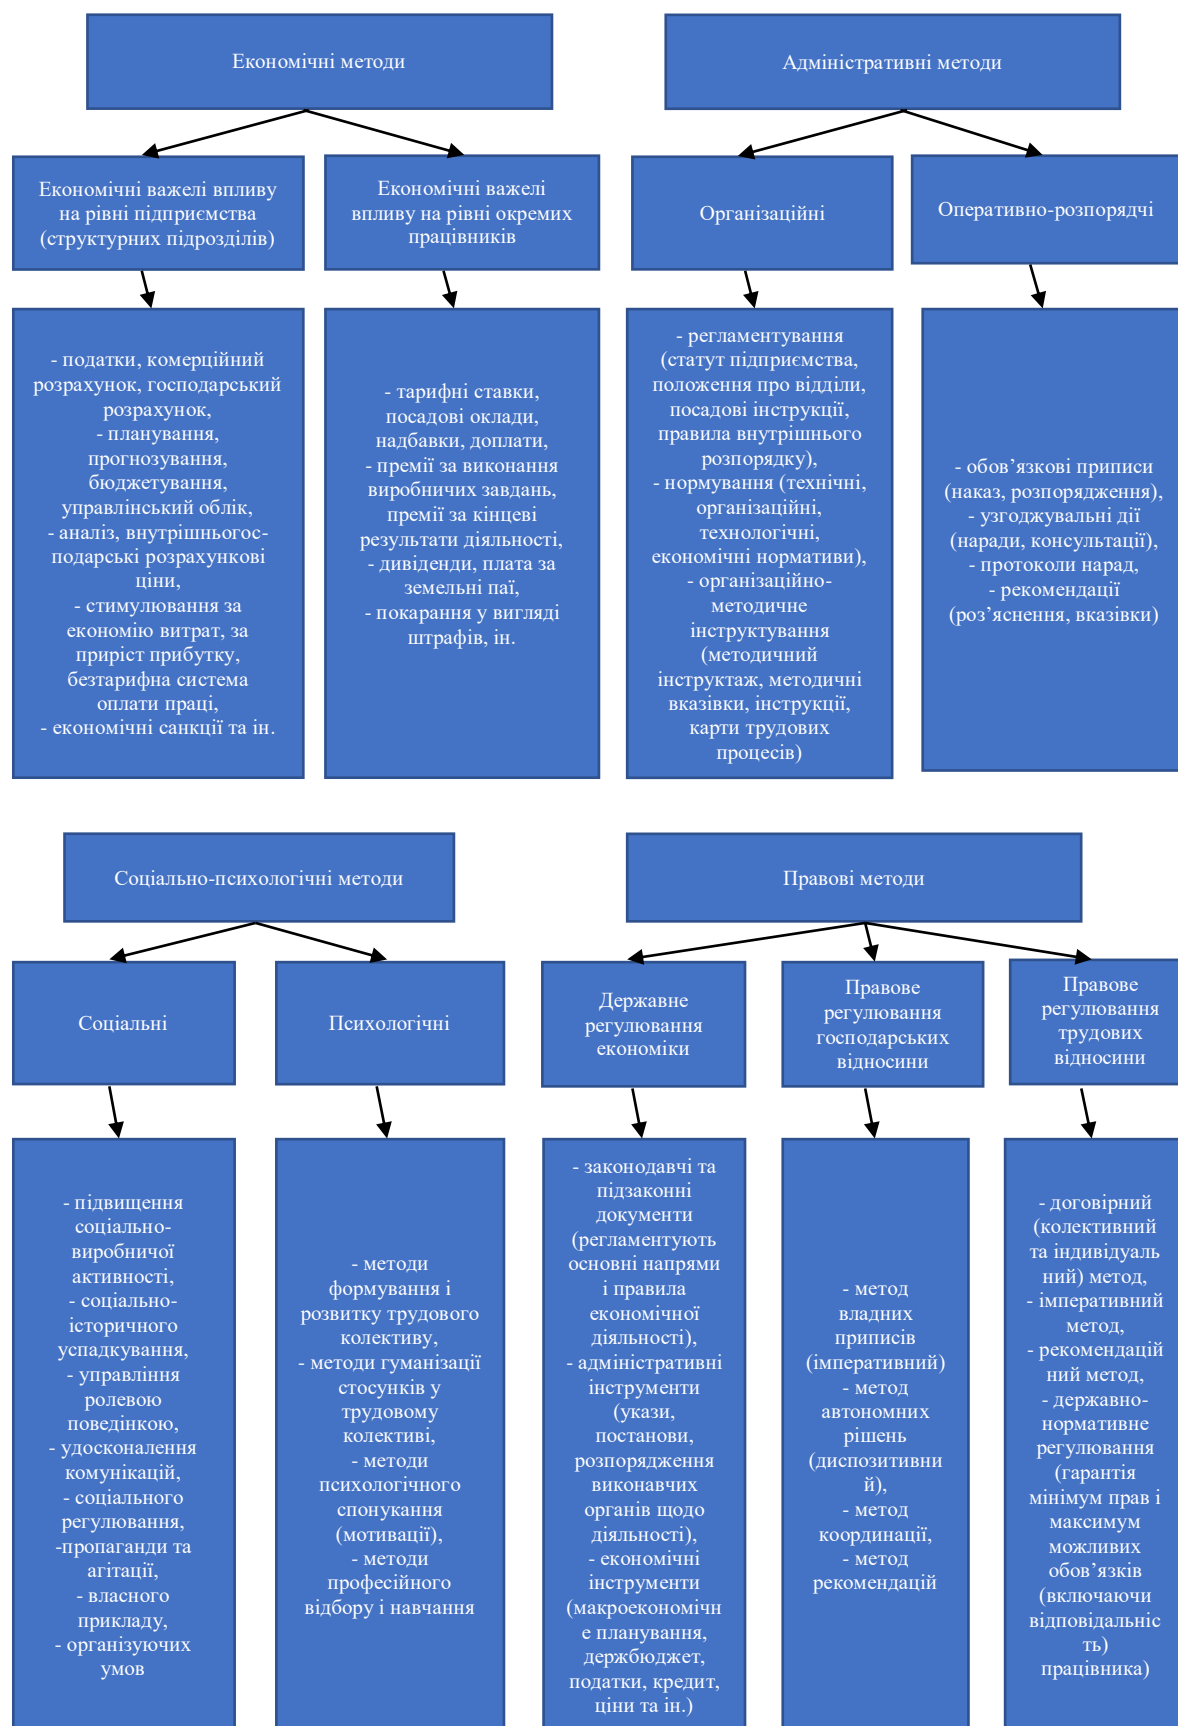 Економічні методи
Адміністративні методи
Економічні важелі впливу
на рівні підприємства
(структурних підрозділів)
Економічні важелі
впливу на рівні окремих
працівників
Організаційні
Оперативно-розпорядчі
- податки, комерційний
розрахунок, господарський
розрахунок,
- планування,
прогнозування,
бюджетування,
управлінський облік,
- аналіз, внутрішньогос-
подарські розрахункові
ціни,
- стимулювання за
економію витрат, за
приріст прибутку,
безтарифна система
оплати праці,
- економічні санкції та ін.
- тарифні ставки,
посадові оклади,
надбавки, доплати,
- премії за виконання
виробничих завдань,
премії за кінцеві
результати діяльності,
- дивіденди, плата за
земельні паї,
- покарання у вигляді
штрафів, ін.
- регламентування
(статут підприємства,
положення про відділи,
посадові інструкції,
правила внутрішнього
розпорядку),
- нормування (технічні,
організаційні,
технологічні,
економічні нормативи),
- організаційно-
методичне
інструктування
(методичний
інструктаж, методичні
вказівки, інструкції,
карти трудових
процесів)
- обов’язкові приписи
(наказ, розпорядження),
- узгоджувальні дії
(наради, консультації),
- протоколи нарад,
- рекомендації
(роз’яснення, вказівки)
Соціально-психологічні методи
Правові методи
Соціальні
Психологічні
Державне
регулювання
економіки
Правове
регулювання
господарських
відносини
Правове
регулювання
трудових
відносини
- підвищення
соціально-
виробничої
активності,
- соціально-
історичного
успадкування,
- управління
ролевою
поведінкою,
- удосконалення
комунікацій,
- соціального
регулювання,
-пропаганди та
агітації,
- власного
прикладу,
- організуючих
умов
- методи
формування і
розвитку трудового
колективу,
- методи гуманізації
стосунків у
трудовому
колективі,
- методи
психологічного
спонукання
(мотивації),
- методи
професійного
відбору і навчання
- законодавчі та
підзаконні
документи
(регламентують
основні напрями
і правила
економічної
діяльності),
- адміністративні
інструменти
(укази,
постанови,
розпорядження
виконавчих
органів щодо
діяльності),
- економічні
інструменти
(макроекономічн
е планування,
держбюджет,
податки, кредит,
ціни та ін.)
- метод
владних
приписів
(імперативний)
- метод
автономних
рішень
(диспозитивни
й),
- метод
координації,
- метод
рекомендацій
- договірний
(колективний
та індивідуаль
ний) метод,
- імперативний
метод,
- рекомендацій
ний метод,
- державно-
нормативне
регулювання
(гарантія
мінімум прав і
максимум
можливих
обов’язків
(включаючи
відповідальніс
ть)
працівника)